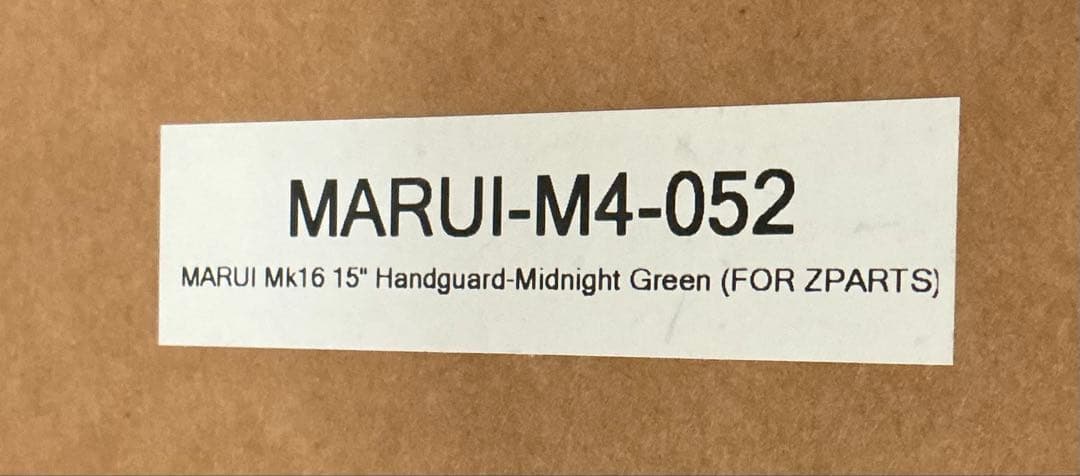 MARUI-M4-052
MARUI Mk16 15" Handguard-Midnight Green (FOR ZPARTS)